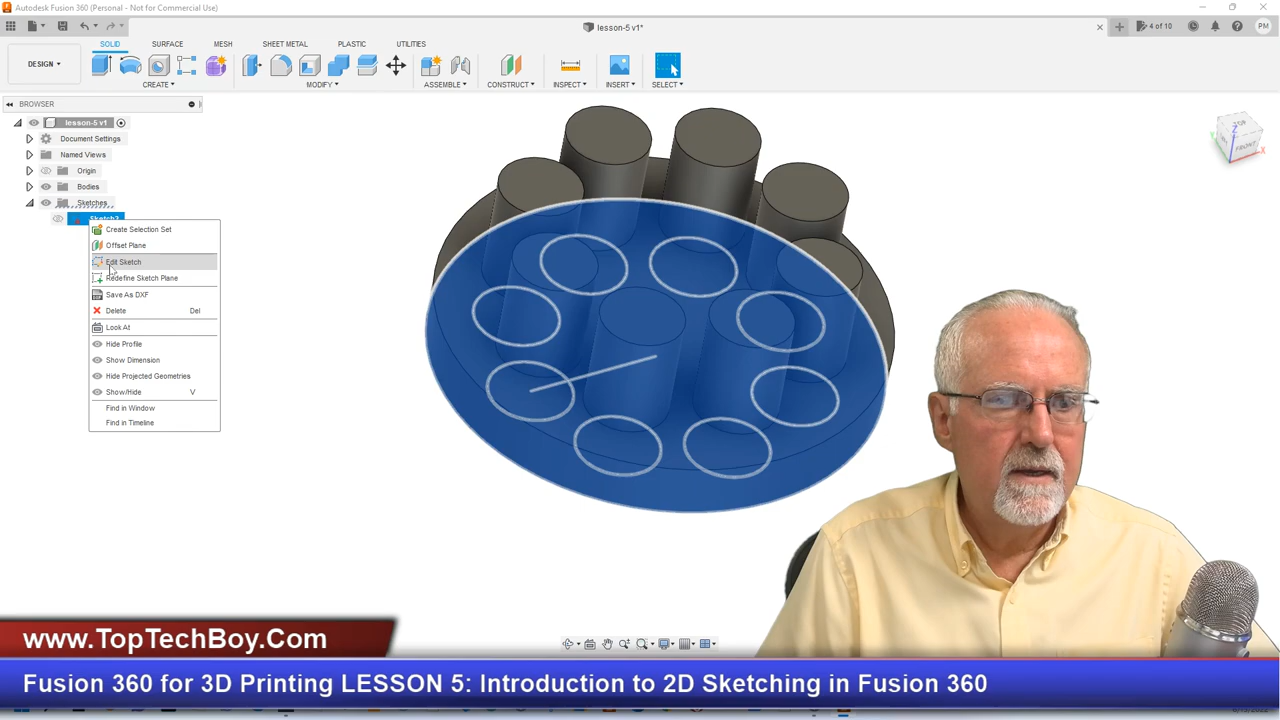 Autodesk Fusion 360 (Personal - Not for Commercial Use)
lesson-5 v1*
4 of 10
PM
SOLID
SURFACE
MESH
SHEET METAL
PLASTIC
UTILITIES
DESIGN
CREATE
MODIFY
ASSEMBLE
CONSTRUCT
INSPECT
INSERT
SELECT
BROWSER
lesson-5 v1
Document Settings
Named Views
Origin
Bodies
Sketches
Create Selection Set
Offset Plane
Edit Sketch
Redefine Sketch Plane
Save As DXF
Delete Del
Look At
Hide Profile
Show Dimension
Hide Projected Geometries
Show/Hide V
Find in Window
Find in Timeline
TOP
FRONT
Z
X
www.TopTechBoy.Com
Fusion 360 for 3D Printing LESSON 5: Introduction to 2D Sketching in Fusion 360